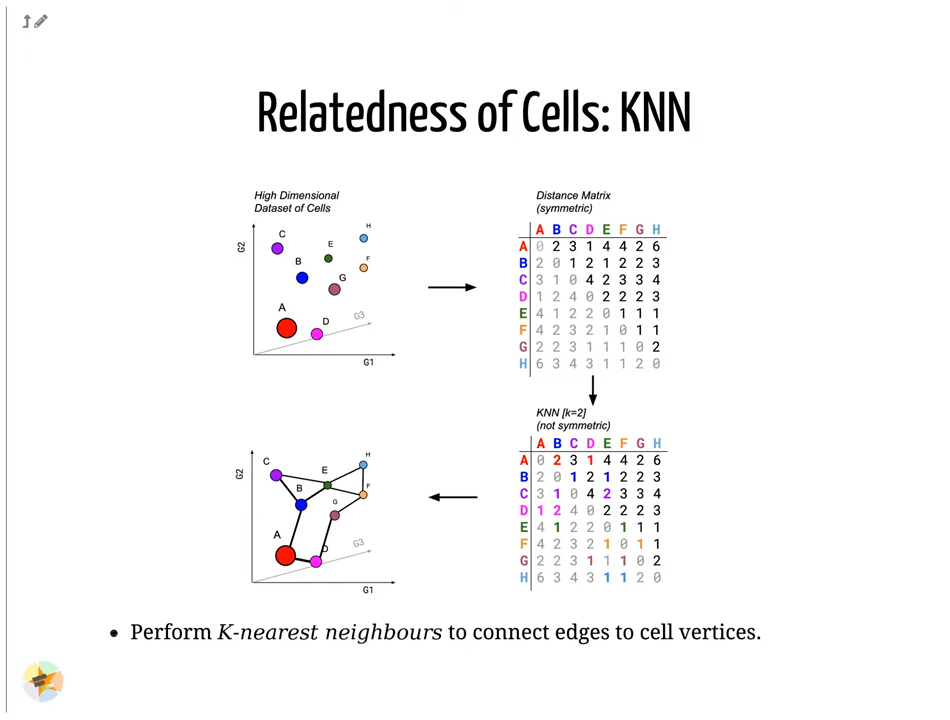 Relatedness of Cells: KNN
High Dimensional
Dataset of Cells
G2
C
B
E
H
F
G
A
D
G3
G1
Distance Matrix
(symmetric)
A B C D E F G H
A 0 2 3 1 4 4 2 6
B 2 0 1 2 1 2 2 3
C 3 1 0 4 2 3 3 4
D 1 2 4 0 2 2 2 3
E 4 1 2 2 0 1 1 1
F 4 2 3 2 1 0 1 1
G 2 2 3 1 1 1 0 2
H 6 3 4 3 1 1 2 0
KNN [k=2]
(not symmetric)
A B C D E F G H
A 0 2 3 1 4 4 2 6
B 2 0 1 2 1 2 2 3
C 3 1 0 4 2 3 3 4
D 1 2 4 0 2 2 2 3
E 4 1 2 2 0 1 1 1
F 4 2 3 2 1 0 1 1
G 2 2 3 1 1 1 0 2
H 6 3 4 3 1 1 2 0
G2
C
B
E
H
F
G
A
D
G3
G1
Perform K-nearest neighbours to connect edges to cell vertices.